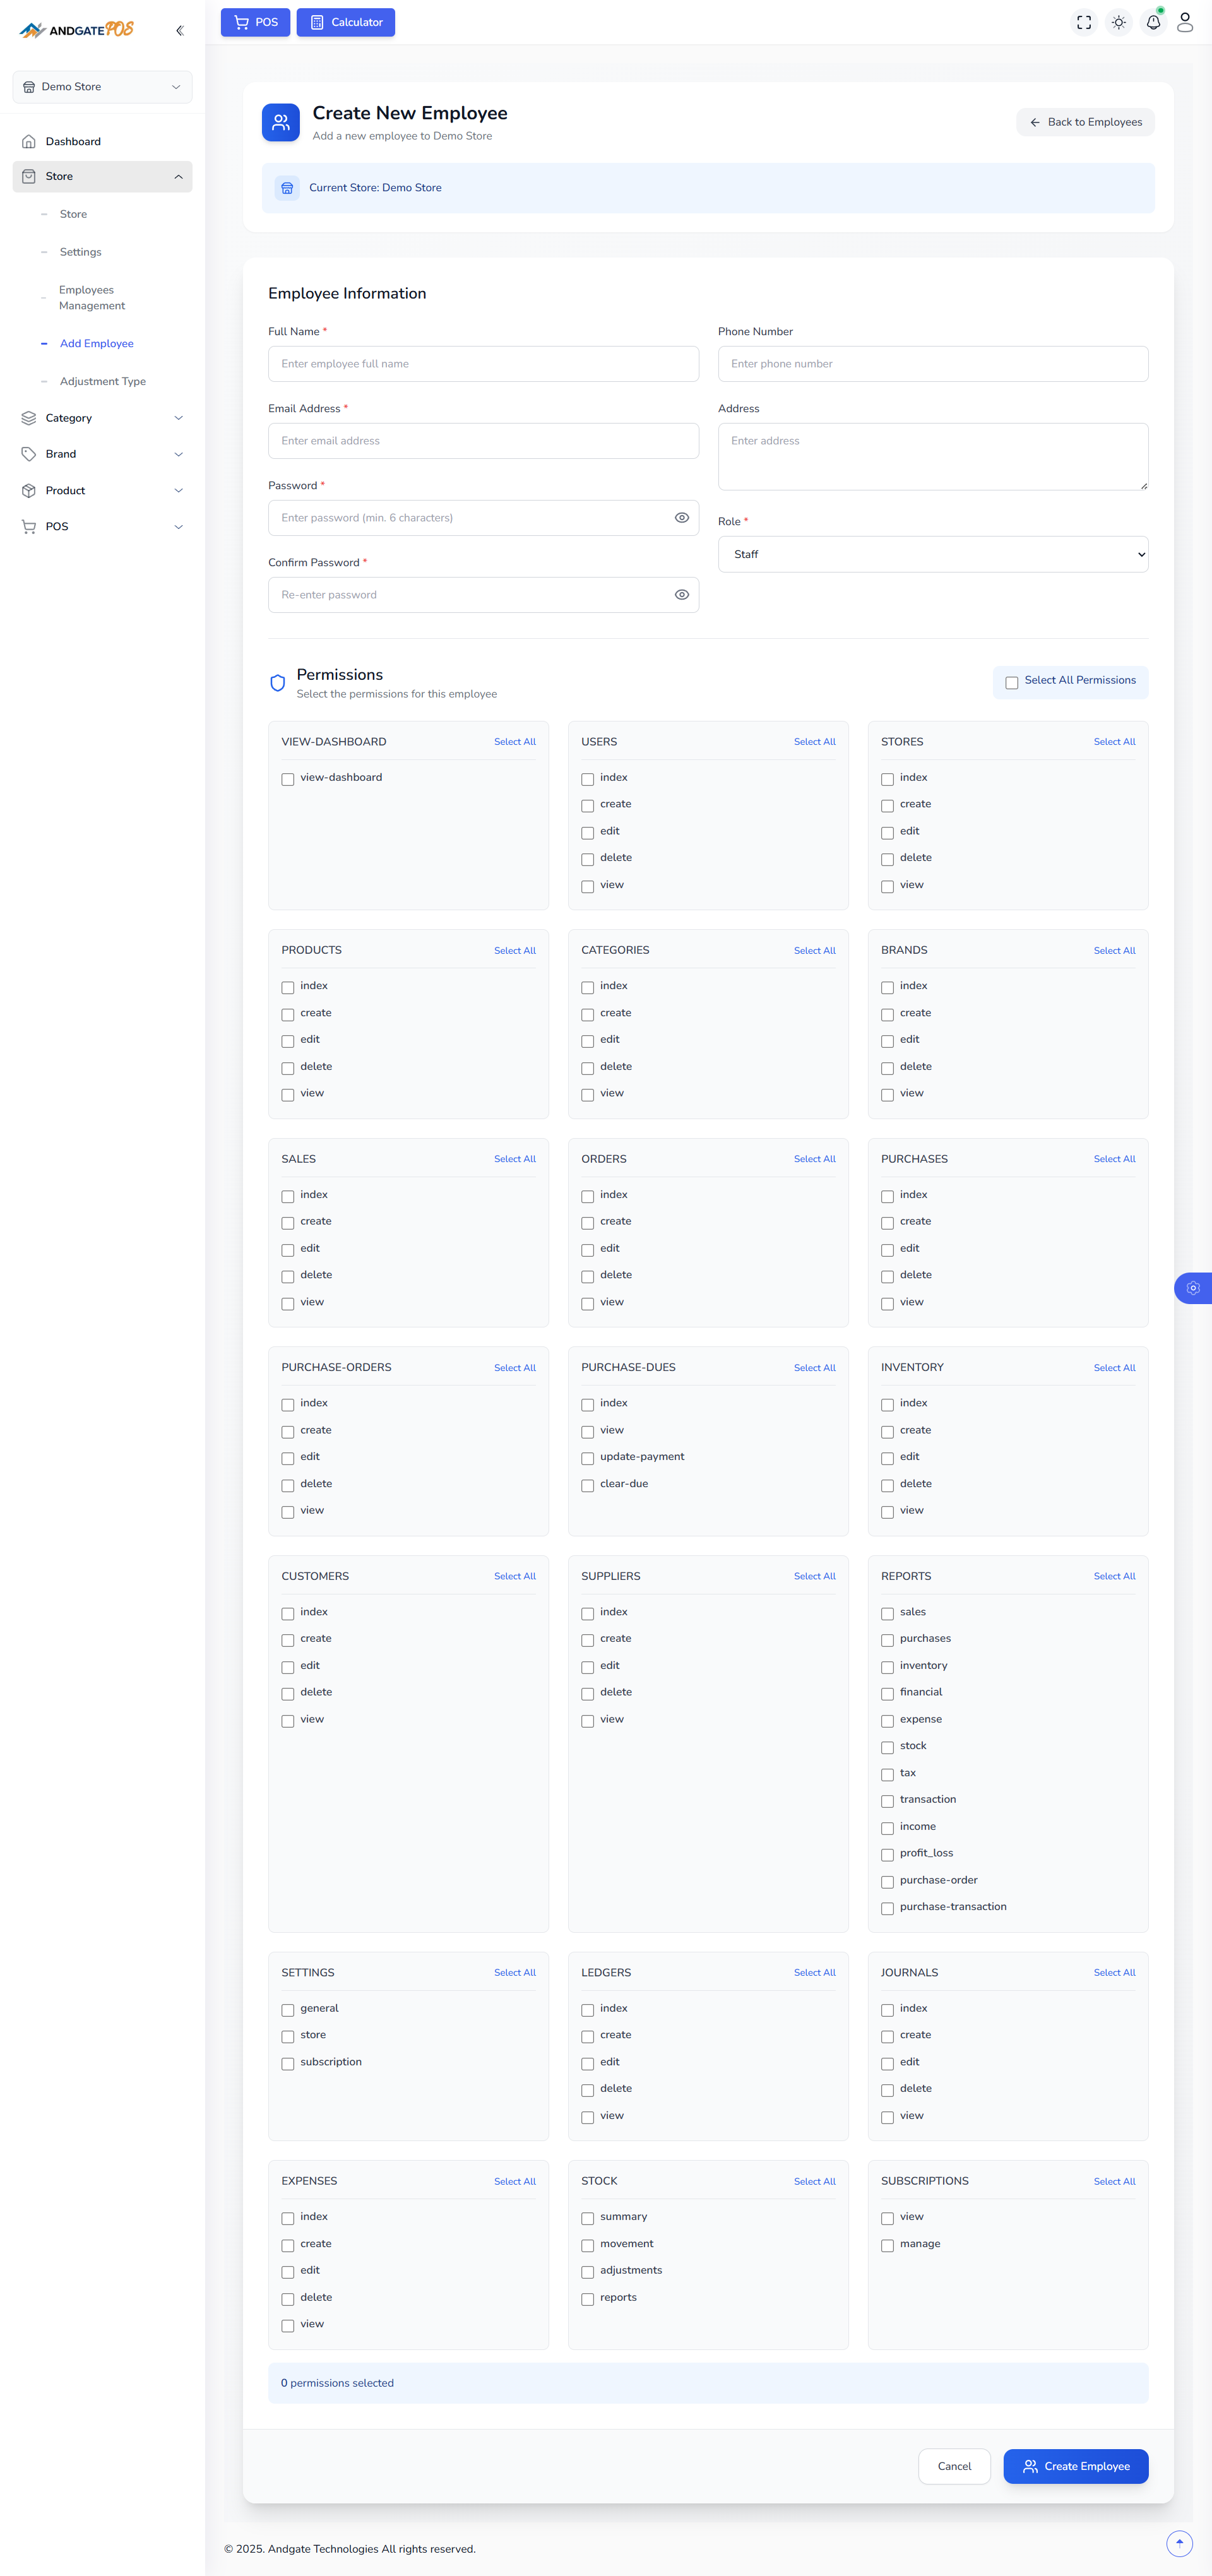 ANDGATE POS
POS
Calculator
Demo Store
Dashboard
Store
Store
Settings
Employees
Management
Add Employee
Adjustment Type
Category
Brand
Product
POS
Create New Employee
Add a new employee to Demo Store
Back to Employees
Current Store: Demo Store
Employee Information
Full Name *
Enter employee full name
Phone Number
Enter phone number
Email Address *
Enter email address
Address
Enter address
Password *
Enter password (min. 6 characters)
Role *
Staff
Confirm Password *
Re-enter password
Permissions
Select the permissions for this employee
Select All Permissions
VIEW-DASHBOARD Select All
view-dashboard
USERS Select All
index
create
edit
delete
view
STORES Select All
index
create
edit
delete
view
PRODUCTS Select All
index
create
edit
delete
view
CATEGORIES Select All
index
create
edit
delete
view
BRANDS Select All
index
create
edit
delete
view
SALES Select All
index
create
edit
delete
view
ORDERS Select All
index
create
edit
delete
view
PURCHASES Select All
index
create
edit
delete
view
PURCHASE-ORDERS Select All
index
create
edit
delete
view
PURCHASE-DUES Select All
index
view
update-payment
clear-due
INVENTORY Select All
index
create
edit
delete
view
CUSTOMERS Select All
index
create
edit
delete
view
SUPPLIERS Select All
index
create
edit
delete
view
REPORTS Select All
sales
purchases
inventory
financial
expense
stock
tax
transaction
income
profit_loss
purchase-order
purchase-transaction
SETTINGS Select All
general
store
subscription
LEDGERS Select All
index
create
edit
delete
view
JOURNALS Select All
index
create
edit
delete
view
EXPENSES Select All
index
create
edit
delete
view
STOCK Select All
summary
movement
adjustments
reports
SUBSCRIPTIONS Select All
view
manage
0 permissions selected
Cancel
Create Employee
© 2025. Andgate Technologies All rights reserved.